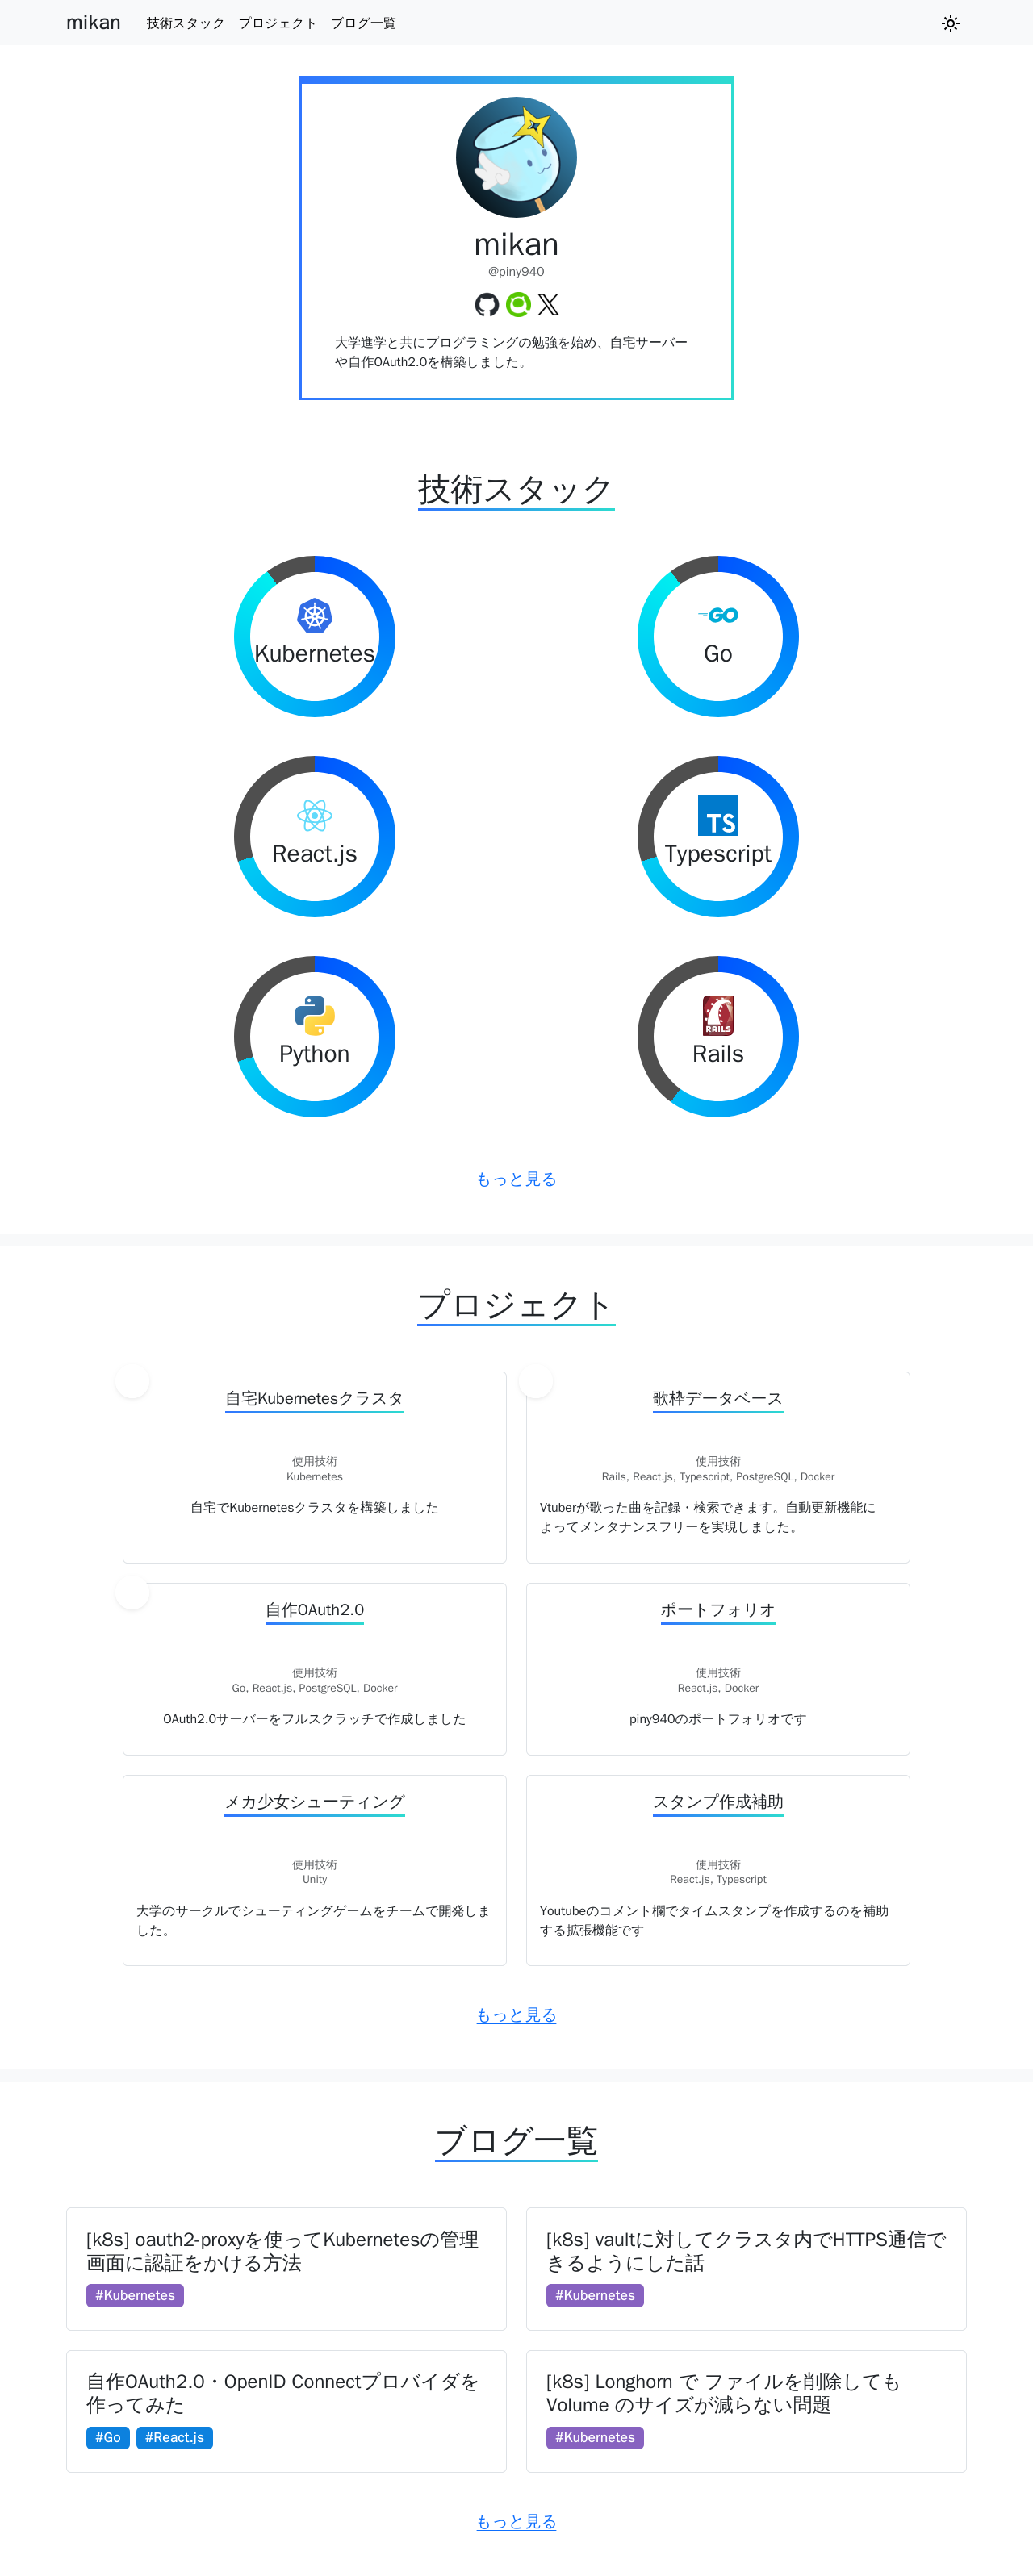 mikan 技術スタック プロジェクト ブログ一覧
mikan
@piny940
大学進学と共にプログラミングの勉強を始め、自宅サーバー
や自作OAuth2.0を構築しました。
技術スタック
Kubernetes
GO
Go
React.js
TS
Typescript
Python
RAILS
Rails
もっと見る
プロジェクト
自宅Kubernetesクラスタ
使用技術
Kubernetes
自宅でKubernetesクラスタを構築しました
歌枠データベース
使用技術
Rails, React.js, Typescript, PostgreSQL, Docker
Vtuberが歌った曲を記録・検索できます。自動更新機能に
よってメンタナンスフリーを実現しました。
自作OAuth2.0
使用技術
Go, React.js, PostgreSQL, Docker
OAuth2.0サーバーをフルスクラッチで作成しました
ポートフォリオ
使用技術
React.js, Docker
piny940のポートフォリオです
メカ少女シューティング
使用技術
Unity
大学のサークルでシューティングゲームをチームで開発しま
した。
スタンプ作成補助
使用技術
React.js, Typescript
Youtubeのコメント欄でタイムスタンプを作成するのを補助
する拡張機能です
もっと見る
ブログ一覧
[k8s] oauth2-proxyを使ってKubernetesの管理
画面に認証をかける方法
#Kubernetes
[k8s] vaultに対してクラスタ内でHTTPS通信で
きるようにした話
#Kubernetes
自作OAuth2.0・OpenID Connectプロバイダを
作ってみた
#Go #React.js
[k8s] Longhorn で ファイルを削除しても
Volume のサイズが減らない問題
#Kubernetes
もっと見る